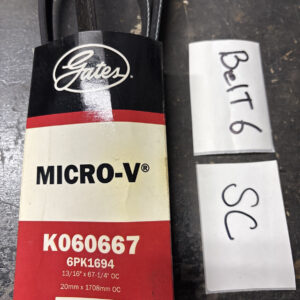 Gates
MICRO-V®
K060667
6PK1694
13/16" x 67-1/4" OC
20mm x 1708mm OC
BelT 6
SC